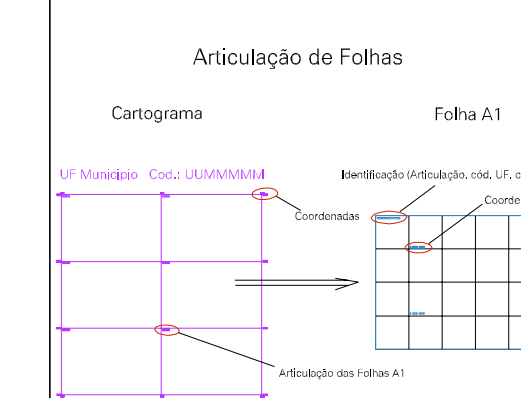 Articulação de Folhas
Cartograma
Folha A1
UF Municipio Cod.: UUMMMMM
Identificação (Articulação, cód. UF, c
Coorde
Coordenadas
Articulação das Folhas A1